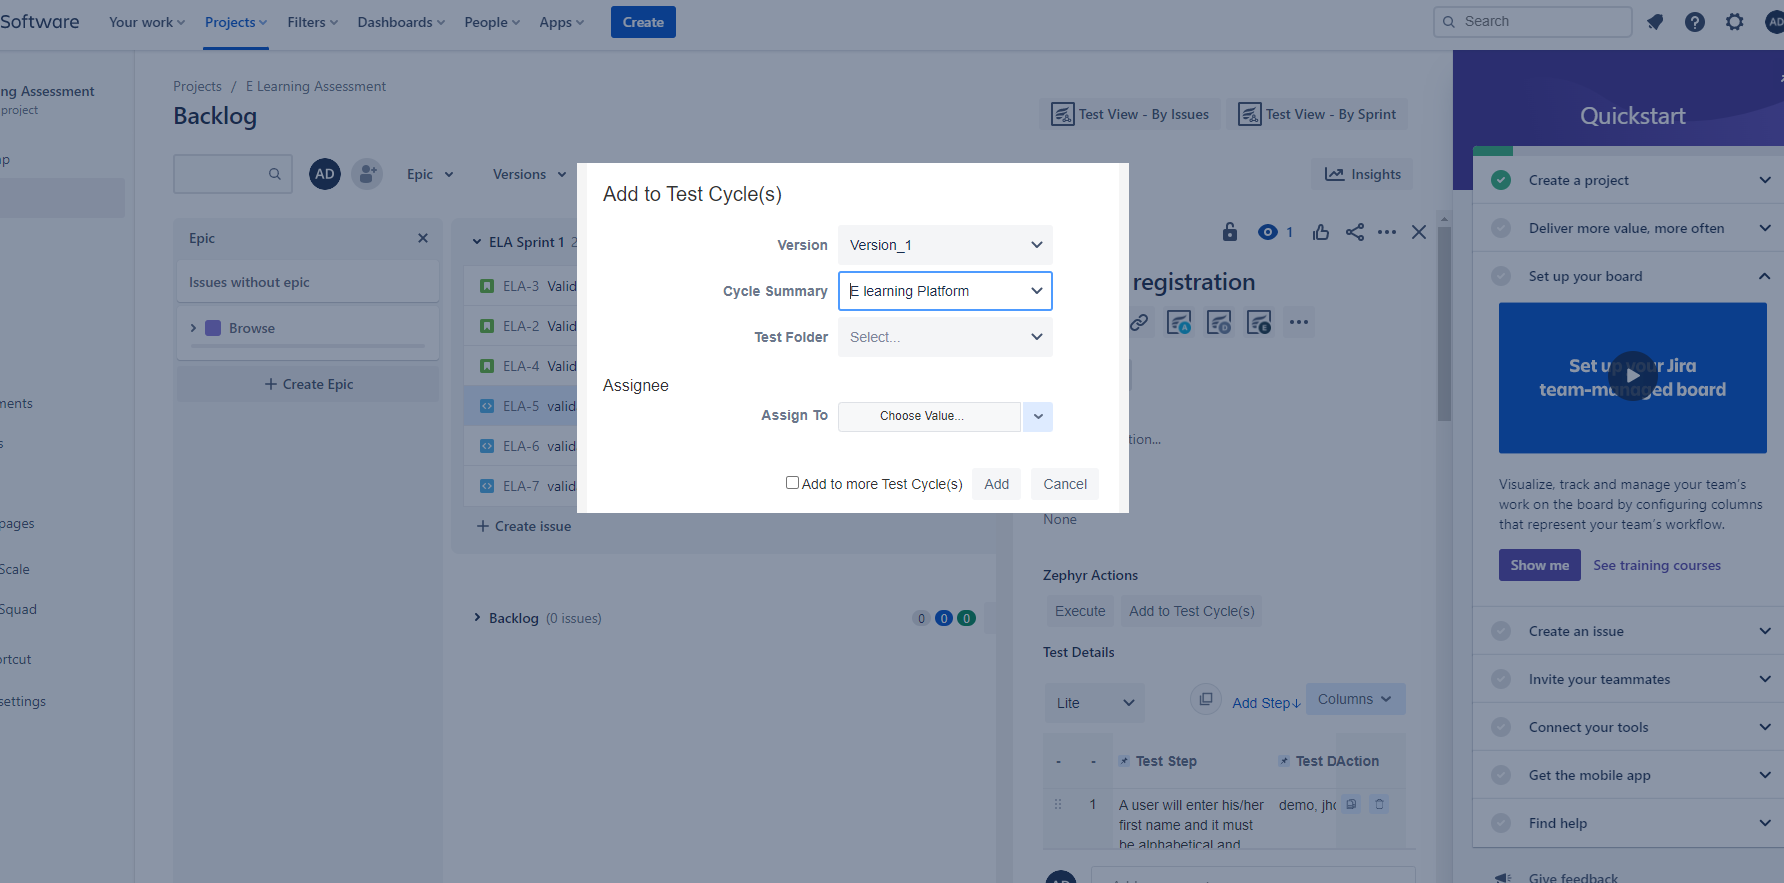 Software
Your work
Projects
Filters
Dashboards
People
Apps
Create
Search
AD
ng Assessment
project
p
ments
s
pages
Scale
Squad
ortcut
settings
Projects / E Learning Assessment
Backlog
Test View - By Issues
Test View - By Sprint
AD
Epic
Versions
Insights
Epic
Issues without epic
Browse
+ Create Epic
ELA Sprint 1 2
ELA-3 Valid
ELA-2 Valid
ELA-4 Valid
ELA-5 valid
ELA-6 valid
ELA-7 valid
+ Create issue
Backlog (0 issues)
0 0 0
Add to Test Cycle(s)
Version Version_1
Cycle Summary E learning Platform
Test Folder Select...
Assignee
Assign To Choose Value...
Add to more Test Cycle(s) Add Cancel
1
registration
A D E
tion...
None
Zephyr Actions
Execute Add to Test Cycle(s)
Test Details
Lite
Add Step↓
Columns
- - Test Step Test D Action
1 A user will enter his/her demo, jho
first name and it must
be alphabetical and
AD
Quickstart
Create a project
Deliver more value, more often
Set up your board
Set up your Jira
team-managed board
Visualize, track and manage your team's
work on the board by configuring columns
that represent your team's workflow.
Show me See training courses
Create an issue
Invite your teammates
Connect your tools
Get the mobile app
Find help
Give feedback